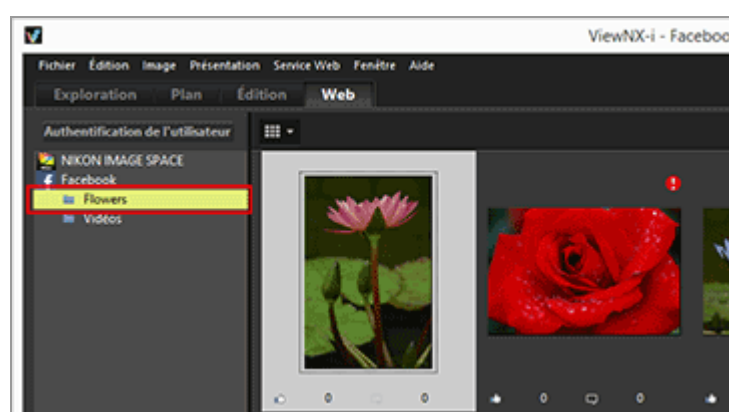 ViewNX-i - Faceboo
Fichier Édition Image Présentation Service Web Fenêtre Aide
Exploration Plan Édition Web
Authentification de l'utilisateur
NIKON IMAGE SPACE
Facebook
Flowers
Vidéos
0 0 0 0